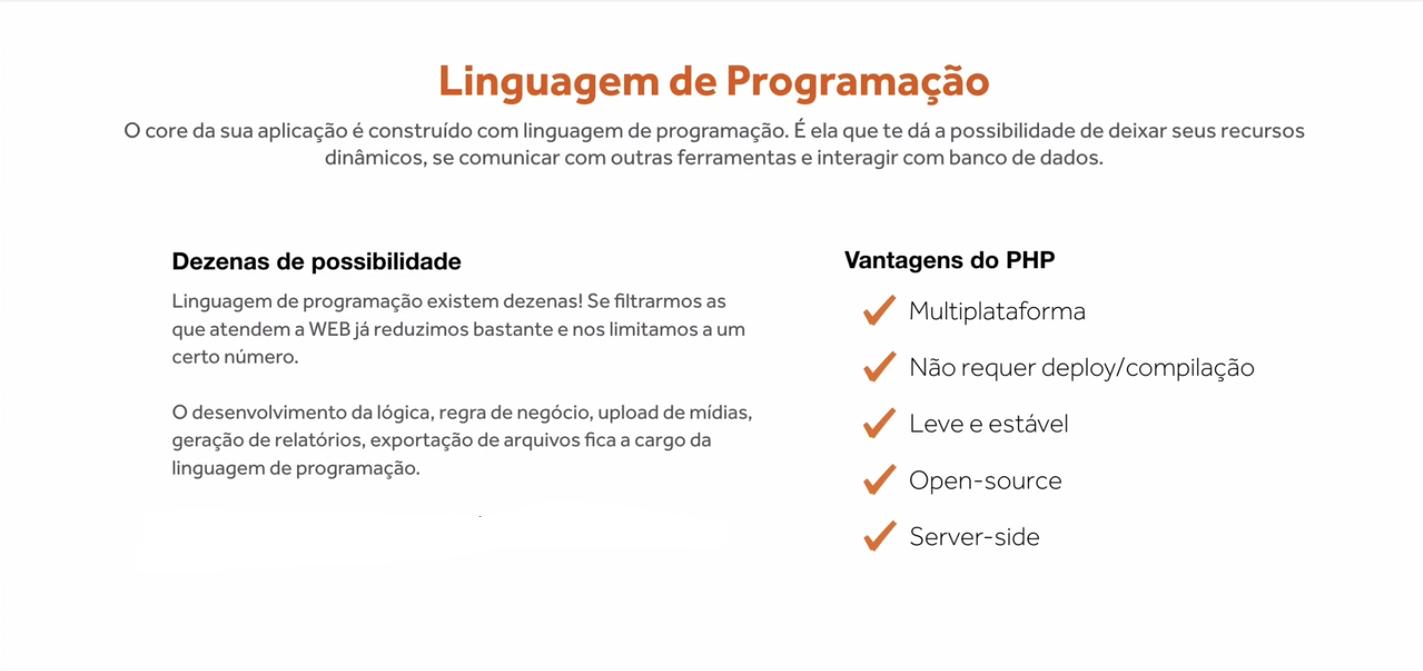 Linguagem de Programação
O core da sua aplicação é construído com linguagem de programação. É ela que te dá a possibilidade de deixar seus recursos
dinâmicos, se comunicar com outras ferramentas e interagir com banco de dados.
Dezenas de possibilidade
Linguagem de programação existem dezenas! Se filtrarmos as
que atendem a WEB já reduzimos bastante e nos limitamos a um
certo número.
O desenvolvimento da lógica, regra de negócio, upload de mídias,
geração de relatórios, exportação de arquivos fica a cargo da
linguagem de programação.
Vantagens do PHP
Multiplataforma
Não requer deploy/compilação
Leve e estável
Open-source
Server-side